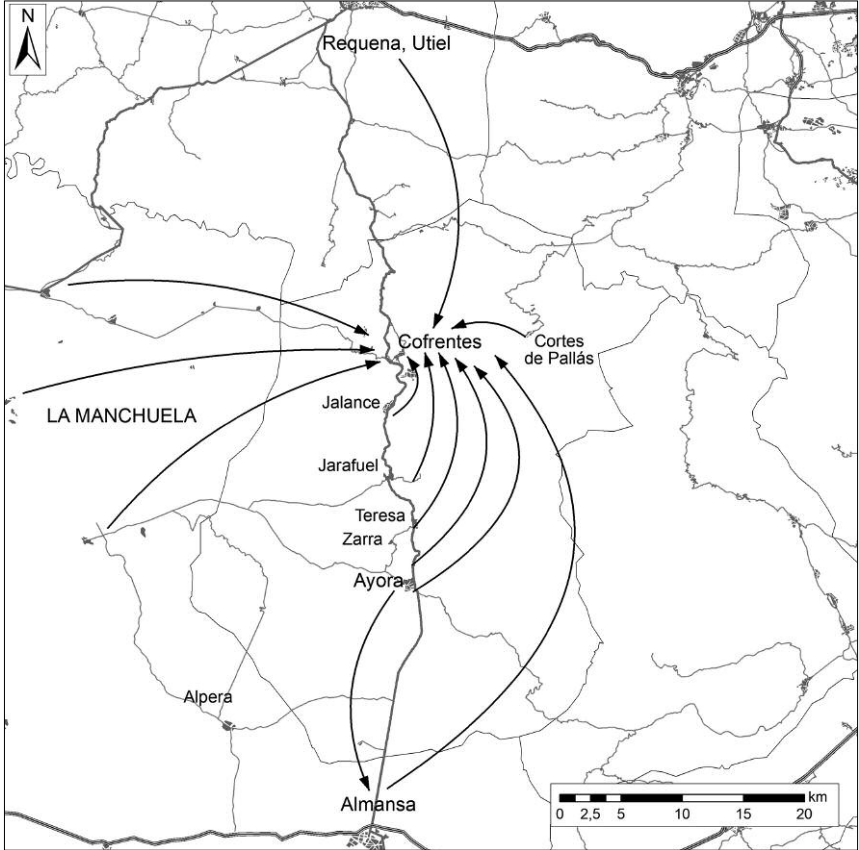 N
Requena, Utiel
Cofrentes
Cortes
de Pallás
Jalance
LA MANCHUELA
Jarafuel
Teresa
Zarra
Ayora
Alpera
Almansa
km
0 2,5 5 10 15 20